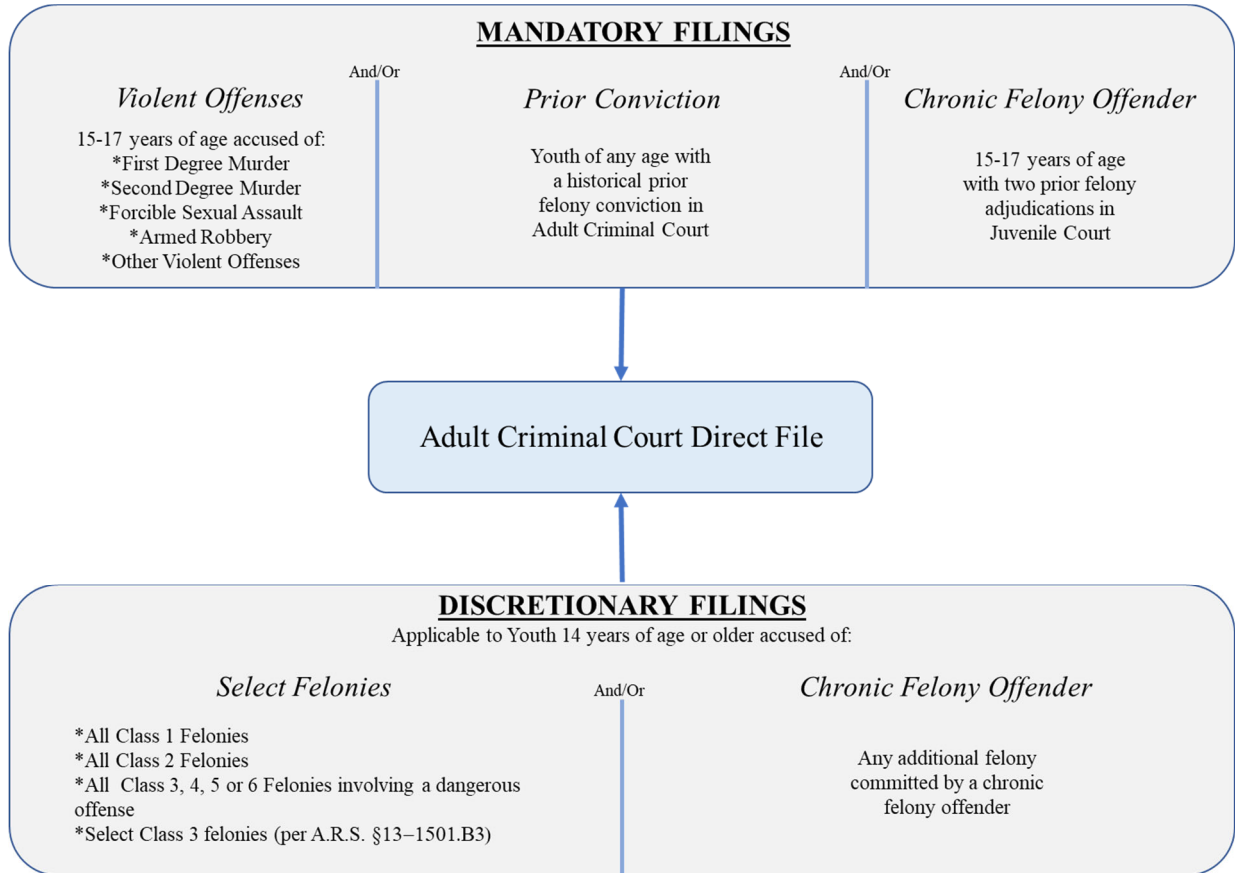 MANDATORY FILINGS
And/Or
And/Or
Violent Offenses
Prior Conviction
Chronic Felony Offender
15-17 years of age accused of:
*First Degree Murder
*Second Degree Murder
*Forcible Sexual Assault
*Armed Robbery
*Other Violent Offenses
Youth of any age with
a historical prior
felony conviction in
Adult Criminal Court
15-17 years of age
with two prior felony
adjudications in
Juvenile Court
Adult Criminal Court Direct File
DISCRETIONARY FILINGS
Applicable to Youth 14 years of age or older accused of:
Select Felonies
And/Or
Chronic Felony Offender
*All Class 1 Felonies
*All Class 2 Felonies
*All Class 3, 4, 5 or 6 Felonies involving a dangerous
offense
*Select Class 3 felonies (per A.R.S. §13–1501.B3)
Any additional felony
committed by a chronic
felony offender